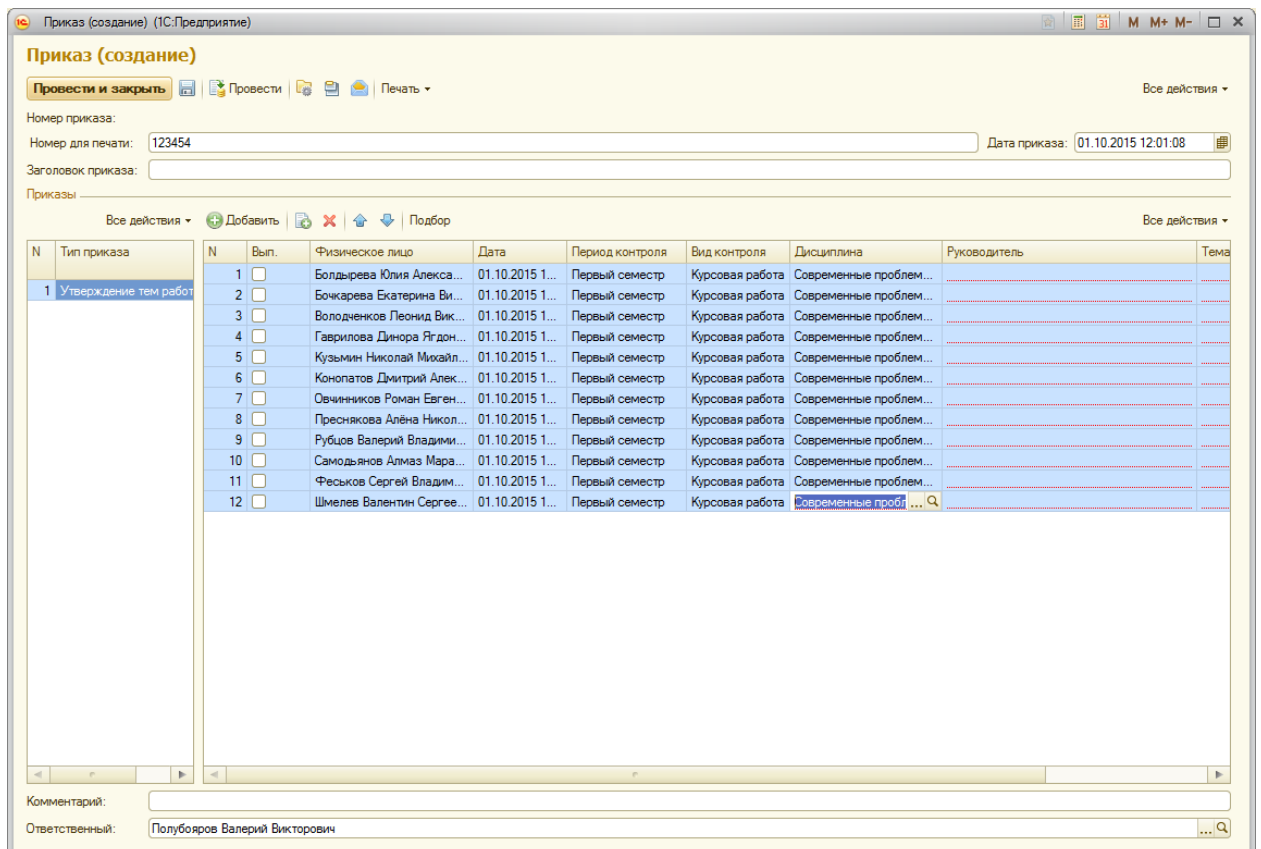 Приказ (создание) (1С:Предприятие) 31 M M+ M-
Приказ (создание)
Провести и закрыть Провести Печать Все действия
Номер приказа:
Номер для печати: 123454 Дата приказа: 01.10.2015 12:01:08
Заголовок приказа:
Приказы
Все действия Добавить Подбор Все действия
N Тип приказа N Вып. Физическое лицо Дата Период контроля Вид контроля Дисциплина Руководитель Тема
1 Утверждение тем работ
1 Болдырева Юлия Алекса... 01.10.2015 1... Первый семестр Курсовая работа Современные проблем...
2 Бочкарева Екатерина Ви... 01.10.2015 1... Первый семестр Курсовая работа Современные проблем...
3 Володченков Леонид Вик... 01.10.2015 1... Первый семестр Курсовая работа Современные проблем...
4 Гаврилова Динора Ягдон... 01.10.2015 1... Первый семестр Курсовая работа Современные проблем...
5 Кузьмин Николай Михайл... 01.10.2015 1... Первый семестр Курсовая работа Современные проблем...
6 Конопатов Дмитрий Алек... 01.10.2015 1... Первый семестр Курсовая работа Современные проблем...
7 Овчинников Роман Евген... 01.10.2015 1... Первый семестр Курсовая работа Современные проблем...
8 Преснякова Алёна Никол... 01.10.2015 1... Первый семестр Курсовая работа Современные проблем...
9 Рубцов Валерий Владими... 01.10.2015 1... Первый семестр Курсовая работа Современные проблем...
10 Самодьянов Алмаз Мара... 01.10.2015 1... Первый семестр Курсовая работа Современные проблем...
11 Феськов Сергей Владим... 01.10.2015 1... Первый семестр Курсовая работа Современные проблем...
12 Шмелев Валентин Сергее... 01.10.2015 1... Первый семестр Курсовая работа Современные пробл ...
Комментарий:
Ответственный: Полубояров Валерий Викторович ...